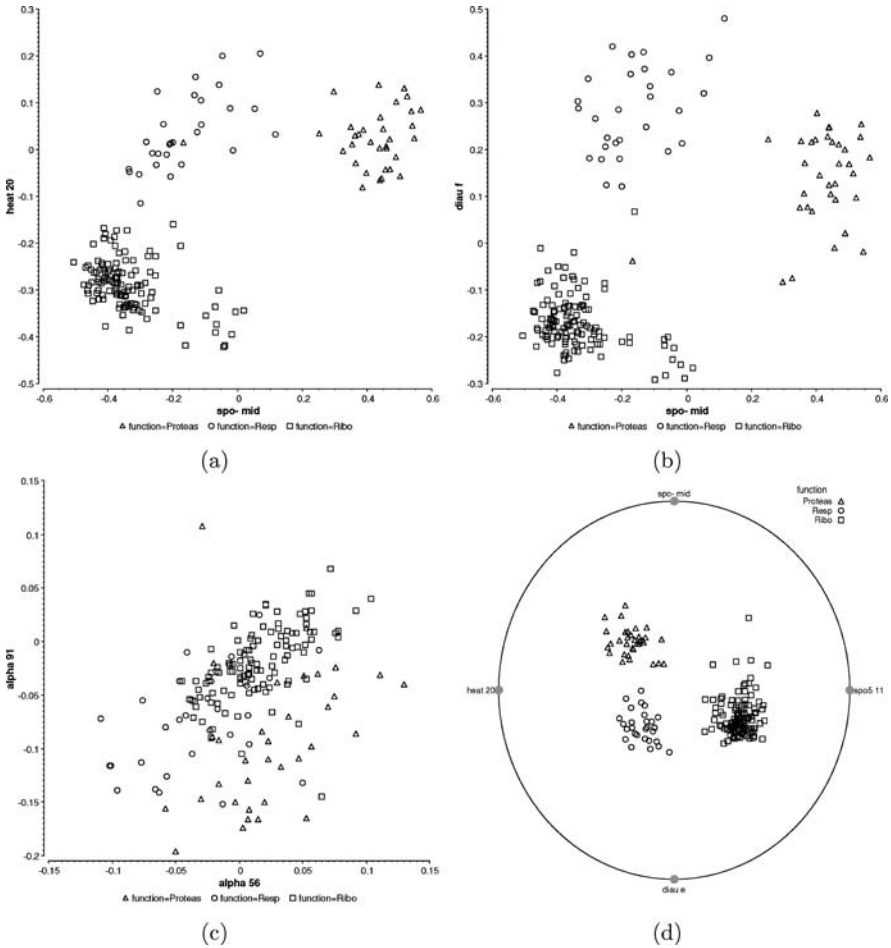 0.3
0.2
0.1
0
-0.1
-0.2
-0.3
-0.4
-0.5
heat 20
-0.6 -0.4 -0.2 0 0.2 0.4 0.6
spo- mid
function=Proteas function=Resp function=Ribo
(a)
0.5
0.4
0.3
0.2
0.1
0
-0.1
-0.2
-0.3
diau f
-0.6 -0.4 -0.2 0 0.2 0.4 0.6
spo- mid
function=Proteas function=Resp function=Ribo
(b)
0.15
0.1
0.05
0
-0.05
-0.1
-0.15
-0.2
alpha 91
-0.15 -0.1 -0.05 0 0.05 0.1 0.15
alpha 56
function=Proteas function=Resp function=Ribo
(c)
spo- mid
function
Proteas
Resp
Ribo
heat 20
spo5 11
diau e
(d)